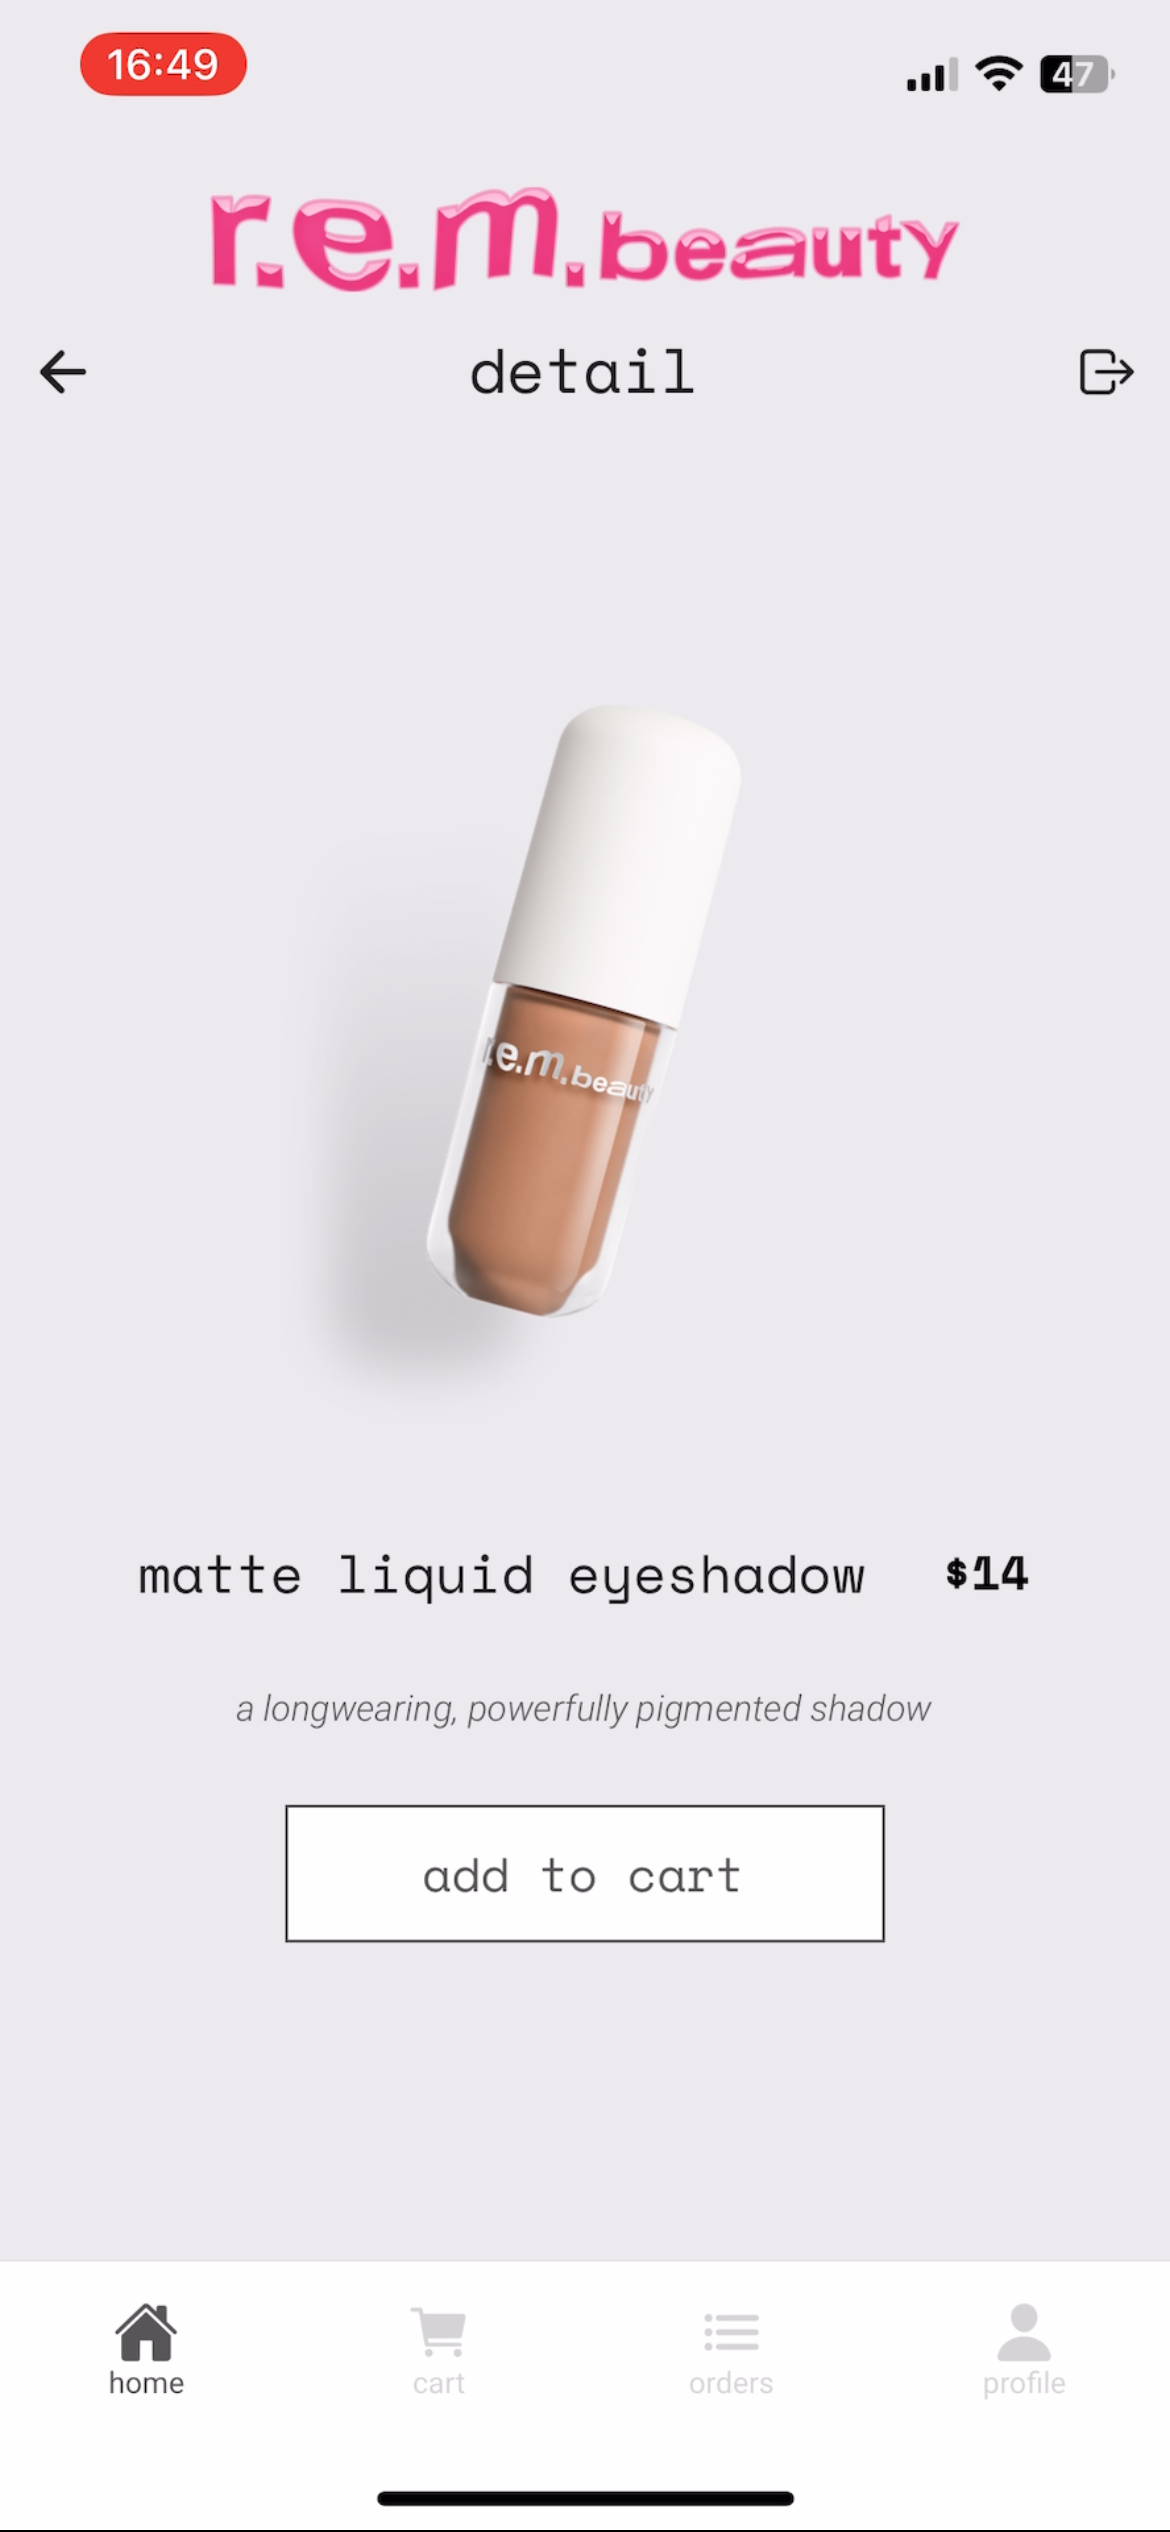 16:49
47
r.e.m.beauty
detail
r.e.m.beauty
matte liquid eyeshadow $14
a longwearing, powerfully pigmented shadow
add to cart
home cart orders profile